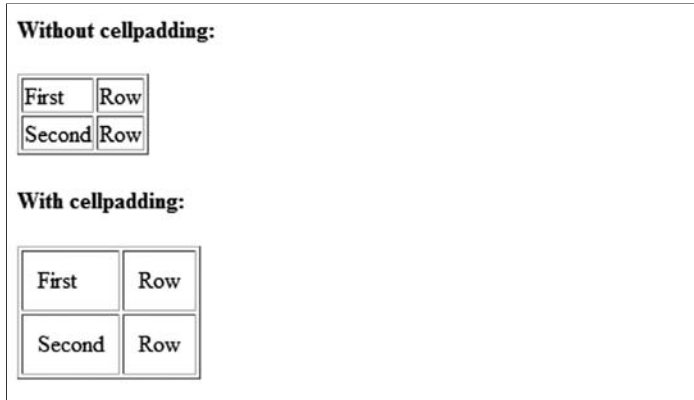 Without cellpadding:
First Row
Second Row
With cellpadding:
First Row
Second Row